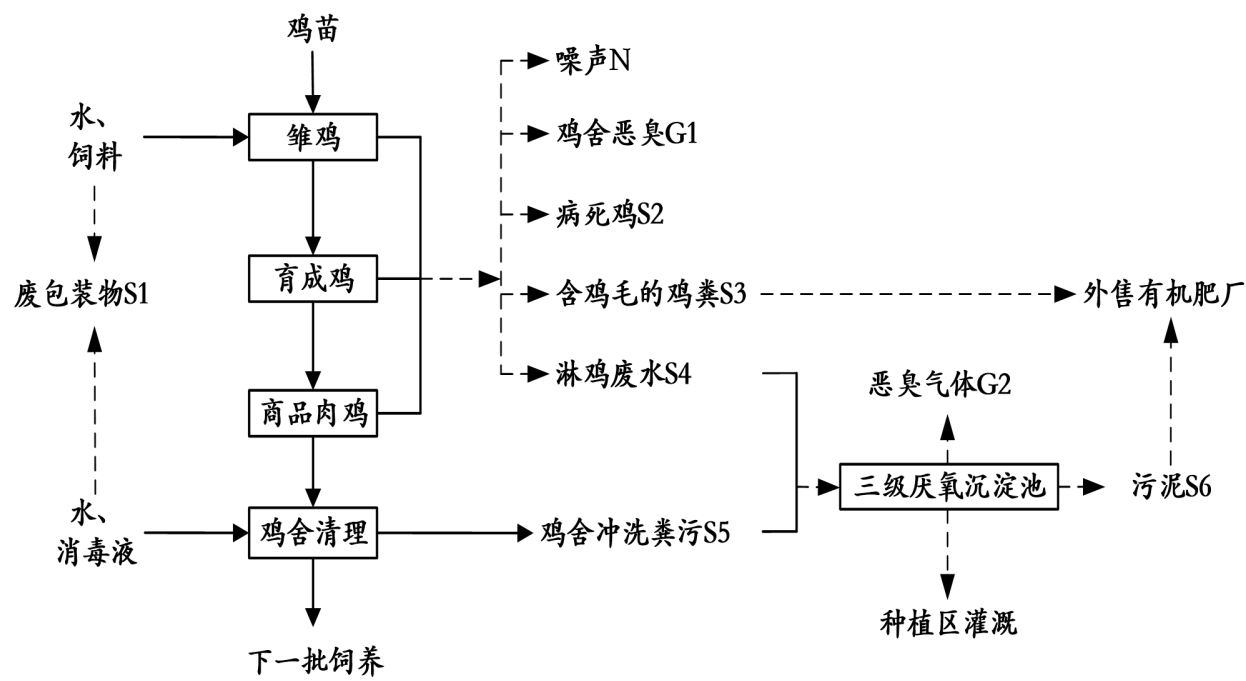 鸡苗
噪声N
水、
饲料
雏鸡
鸡舍恶臭G1
病死鸡S2
育成鸡
废包装物S1
含鸡毛的鸡粪S3
外售有机肥厂
淋鸡废水S4
恶臭气体G2
商品肉鸡
三级厌氧沉淀池
污泥S6
水、
消毒液
鸡舍清理
鸡舍冲洗粪污S5
种植区灌溉
下一批饲养